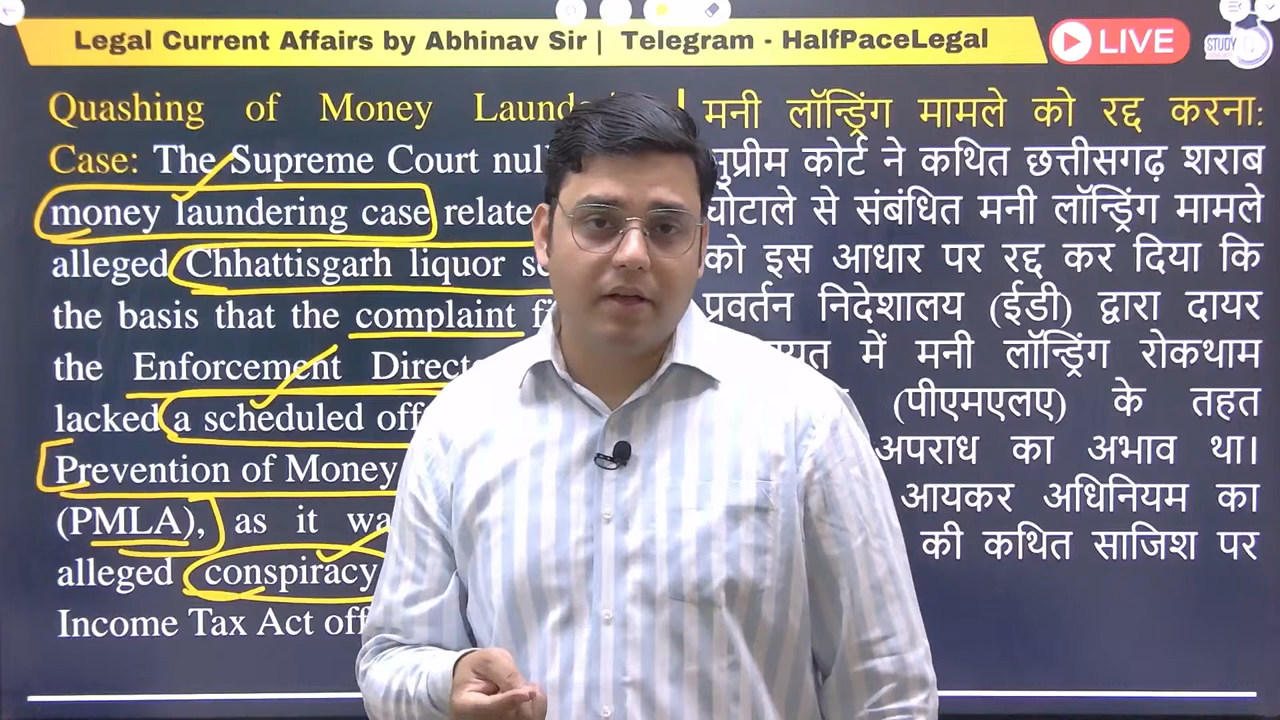 Legal Current Affairs by Abhinav Sir | Telegram - HalfPaceLegal
LIVE
STUDY
Quashing of Money
Case: The Supreme Court
money laundering case
alleged Chhattisgarh liquor
the basis that the complaint
the Enforcement
lacked a scheduled
Prevention of Money
(PMLA), as it
alleged conspiracy
Income Tax Act
मनी लॉन्ड्रिंग मामले को रद्द करना:
सुप्रीम कोर्ट ने कथित छत्तीसगढ़ शराब
घोटाले से संबंधित मनी लॉन्ड्रिंग मामले
को इस आधार पर रद्द कर दिया कि
प्रवर्तन निदेशालय (ईडी) द्वारा दायर
में मनी लॉन्ड्रिंग रोकथाम
(पीएमएलए) के तहत
अपराध का अभाव था।
आयकर अधिनियम का
की कथित साजिश पर